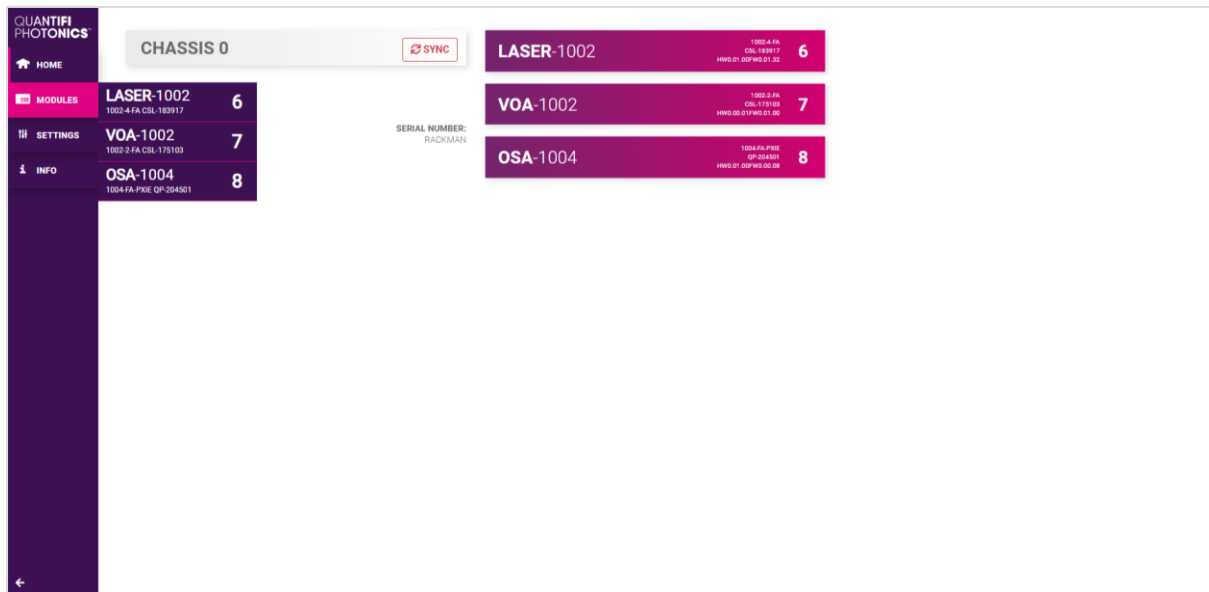 QUANTIFI
PHOTONICS™
HOME
MODULES
SETTINGS
INFO
LASER-1002
1002-4-FA CSL-183917
6
VOA-1002
1002-2-FA CSL-175103
7
OSA-1004
1004-FA-PXIE QP-204501
8
CHASSIS 0
SYNC
SERIAL NUMBER:
RACKMAN
LASER-1002
1002-4-FA
CSL-183917
HW0.01.00FW0.01.32
6
VOA-1002
1002-2-FA
CSL-175103
HW0.00.01FW0.01.00
7
OSA-1004
1004-FA-PXIE
QP-204501
HW0.01.00FW0.00.08
8